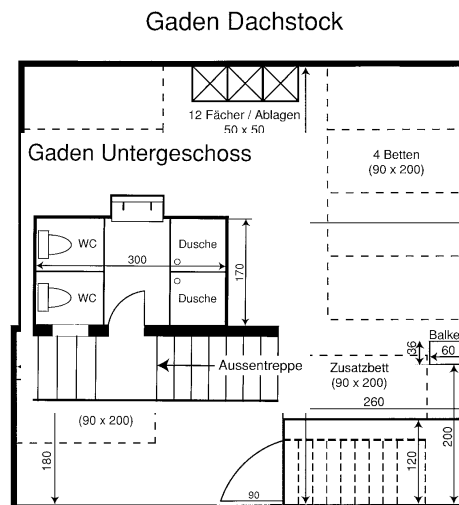 Gaden Dachstock
12 Fächer / Ablagen
50 x 50
Gaden Untergeschoss
4 Betten
(90 x 200)
WC
Dusche
300
170
WC
Dusche
Balke
36
60
Aussentreppe
Zusatzbett
(90 x 200)
260
(90 x 200)
180
120
200
90